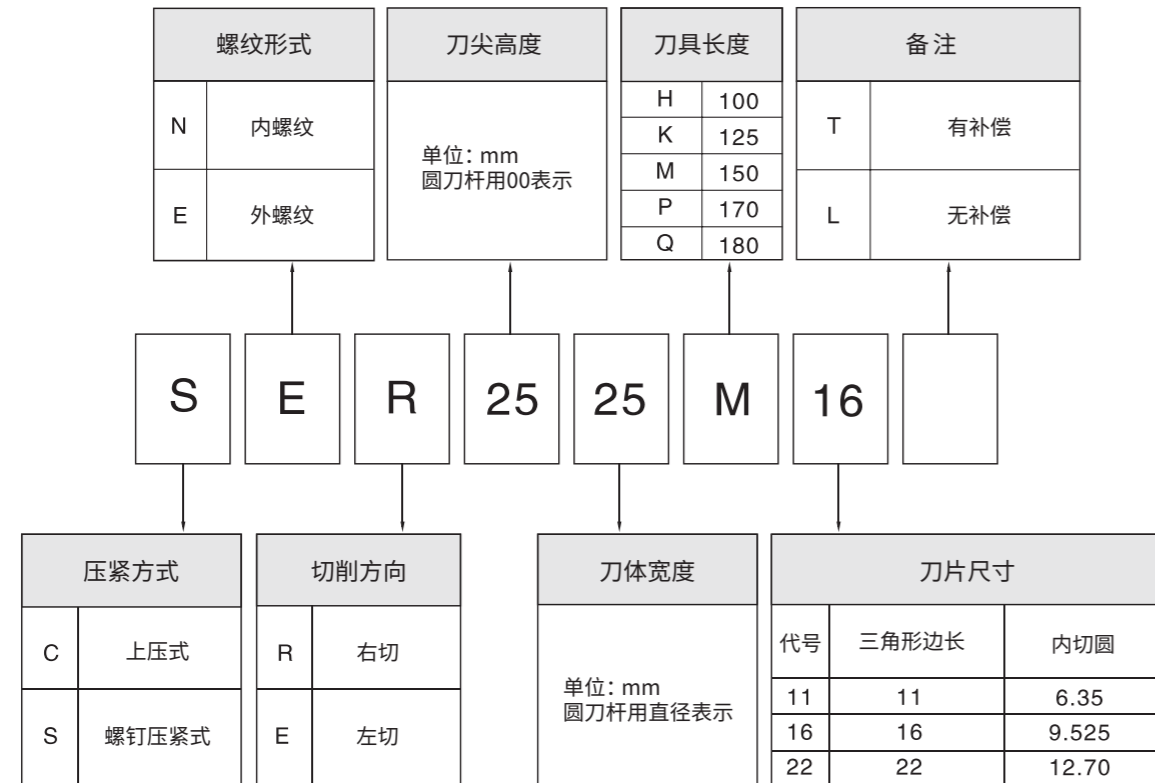 螺纹形式
N 内螺纹
E 外螺纹
刀尖高度
单位：mm
圆刀杆用00表示
刀具长度
H 100
K 125
M 150
P 170
Q 180
备注
T 有补偿
L 无补偿
S E R 25 25 M 16
压紧方式
C 上压式
S 螺钉压紧式
切削方向
R 右切
E 左切
刀体宽度
单位：mm
圆刀杆用直径表示
刀片尺寸
代号 三角形边长 内切圆
11 11 6.35
16 16 9.525
22 22 12.70